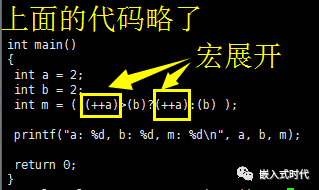 上面的代码略了
int main()
{
宏展开
int a = 2;
int b = 2;
int m = ( (++a)>(b)?(++a):(b) );
printf("a: %d, b: %d, m: %d\n", a, b, m);
return 0;
}
嵌入式时代